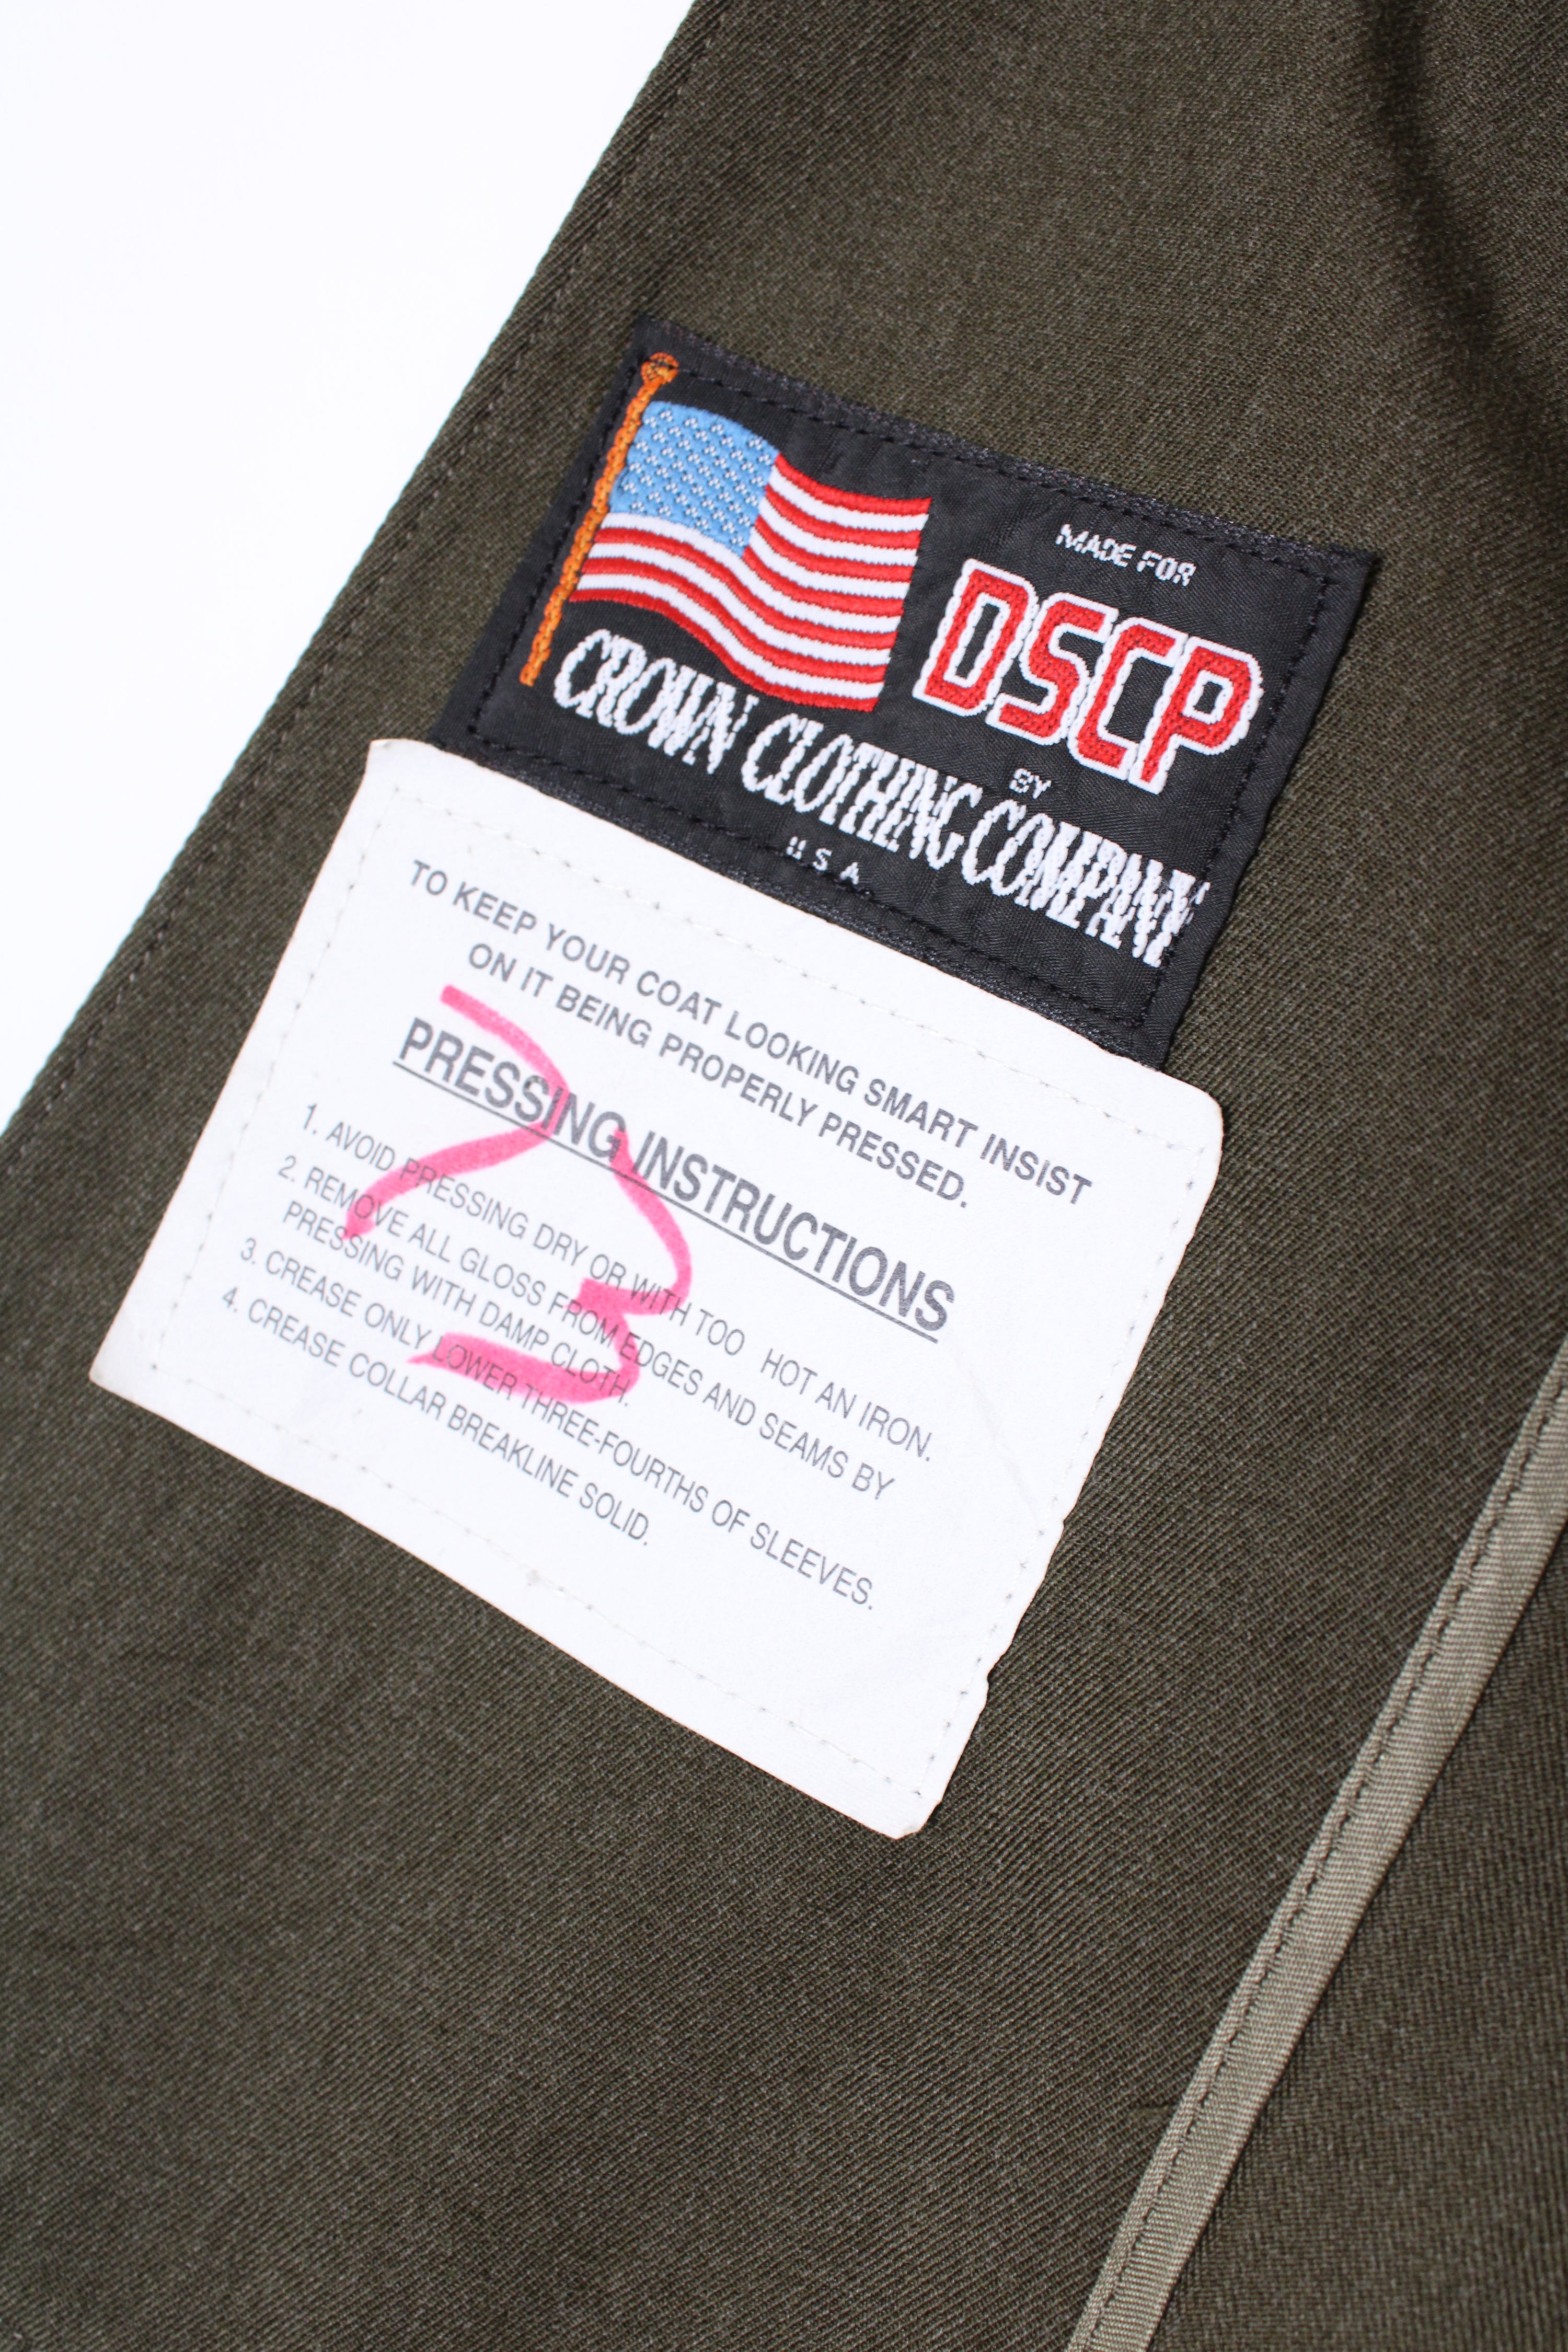 MADE FOR
DSCP
BY
CROWN CLOTHING COMPANY
U S A
TO KEEP YOUR COAT LOOKING SMART INSIST
ON IT BEING PROPERLY PRESSED.
PRESSING INSTRUCTIONS
1. AVOID PRESSING DRY OR WITH TOO HOT AN IRON.
2. REMOVE ALL GLOSS FROM EDGES AND SEAMS BY
PRESSING WITH DAMP CLOTH.
3. CREASE ONLY LOWER THREE-FOURTHS OF SLEEVES.
4. CREASE COLLAR BREAKLINE SOLID.